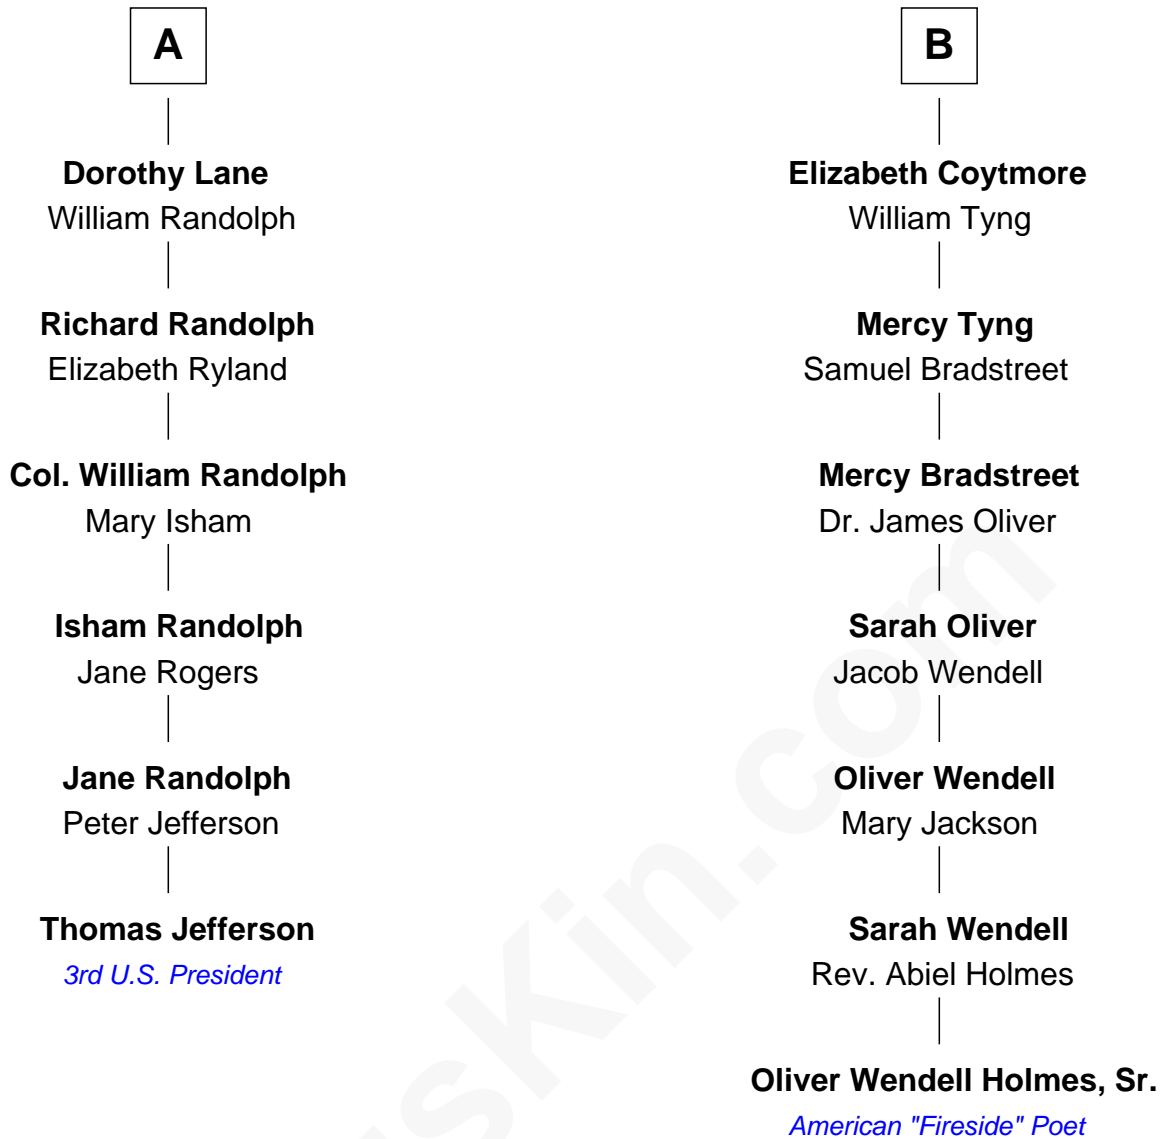 A
Dorothy Lane
William Randolph
Richard Randolph
Elizabeth Ryland
Col. William Randolph
Mary Isham
Isham Randolph
Jane Rogers
Jane Randolph
Peter Jefferson
Thomas Jefferson
3rd U.S. President
B
Elizabeth Coytmore
William Tyng
Mercy Tyng
Samuel Bradstreet
Mercy Bradstreet
Dr. James Oliver
Sarah Oliver
Jacob Wendell
Oliver Wendell
Mary Jackson
Sarah Wendell
Rev. Abiel Holmes
Oliver Wendell Holmes, Sr.
American "Fireside" Poet
sKin.com